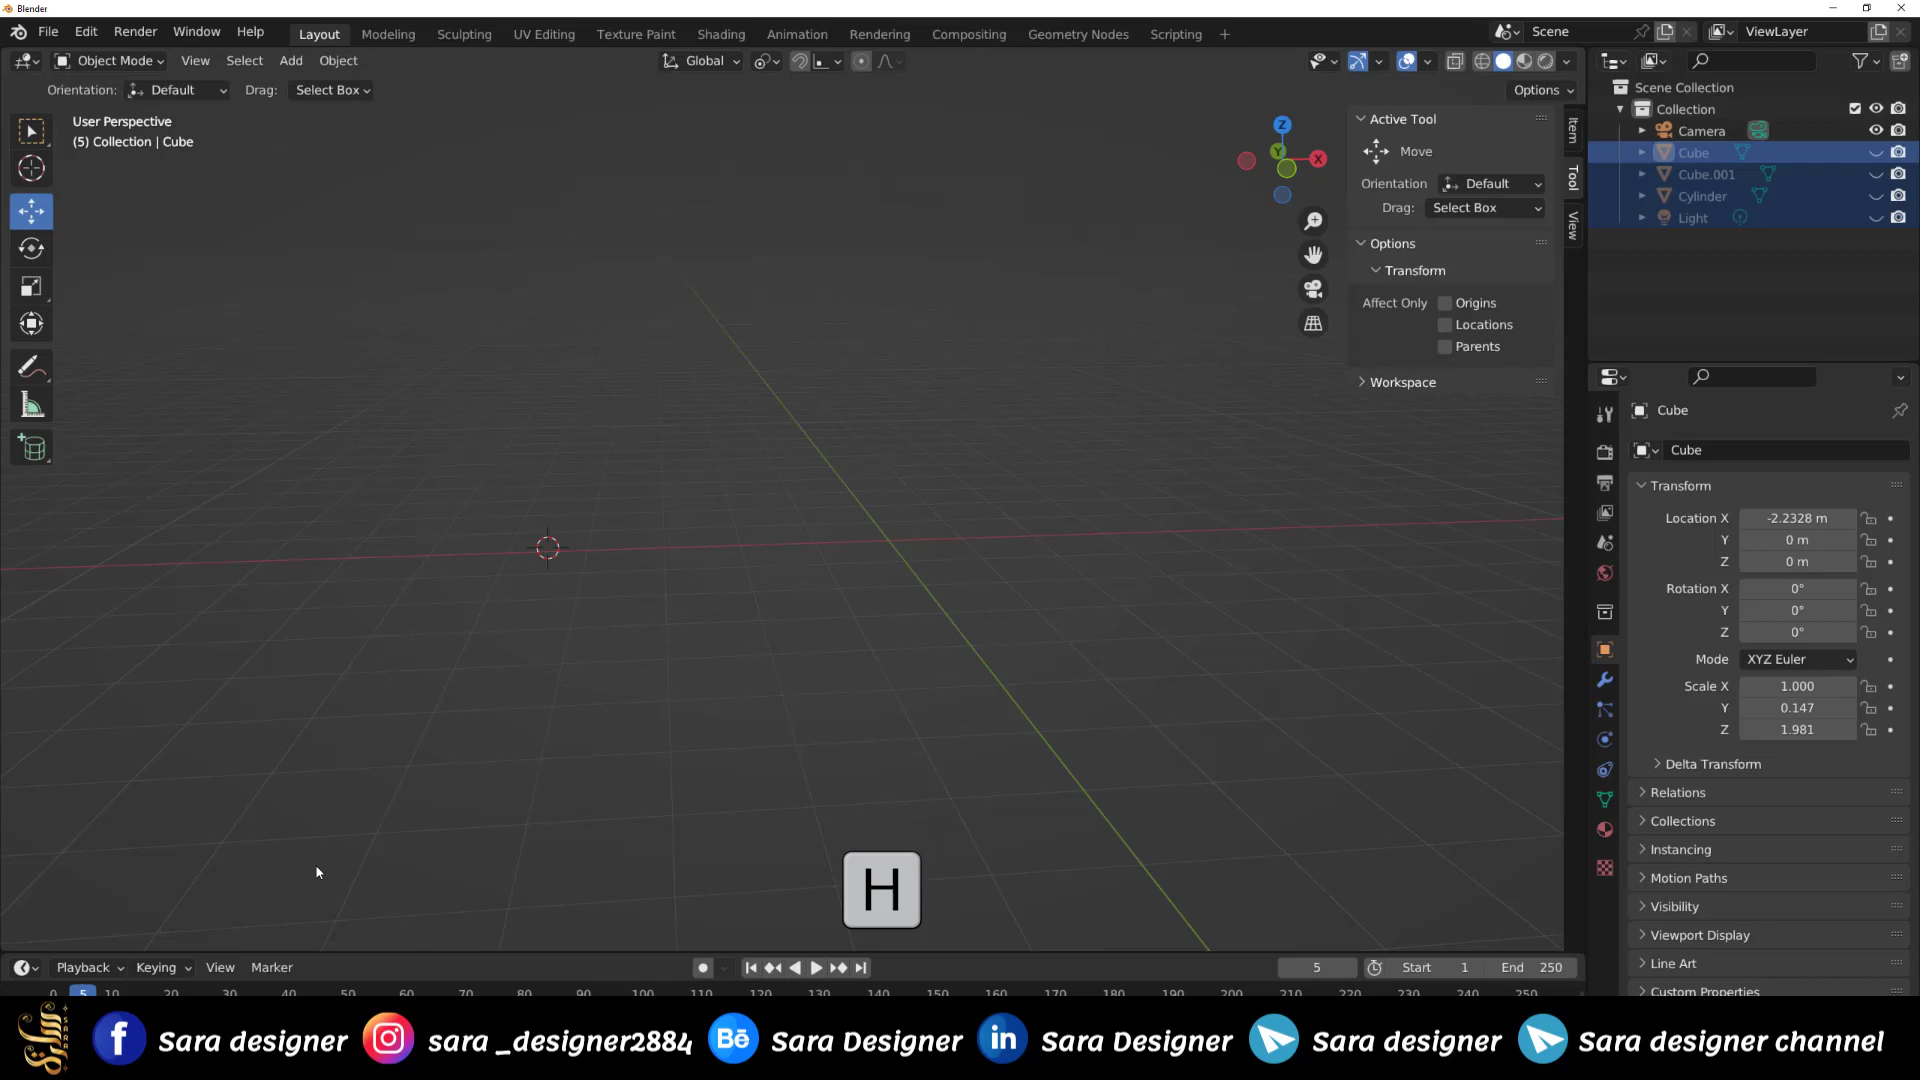 Blender
File Edit Render Window Help Layout Modeling Sculpting UV Editing Texture Paint Shading Animation Rendering Compositing Geometry Nodes Scripting + Scene ViewLayer
Object Mode View Select Add Object Global
Orientation: Default Drag: Select Box Options
User Perspective
(5) Collection | Cube
Z
Y
X
Active Tool
Move
Orientation Default
Drag: Select Box
Options
Transform
Affect Only Origins
Locations
Parents
Workspace
Item
Tool
View
Scene Collection
Collection
Camera
Cube
Cube.001
Cylinder
Light
Cube
Cube
Transform
Location X -2.2328 m
Y 0 m
Z 0 m
Rotation X 0°
Y 0°
Z 0°
Mode XYZ Euler
Scale X 1.000
Y 0.147
Z 1.981
Delta Transform
Relations
Collections
Instancing
Motion Paths
Visibility
Viewport Display
Line Art
Custom Properties
H
Playback Keying View Marker 5 Start 1 End 250
0 5 10 20 30 40 50 60 70 80 90 100 110 120 130 140 150 160 170 180 190 200 210 220 230 240 250
Sara designer sara _designer2884 Bē Sara Designer in Sara Designer Sara designer Sara designer channel